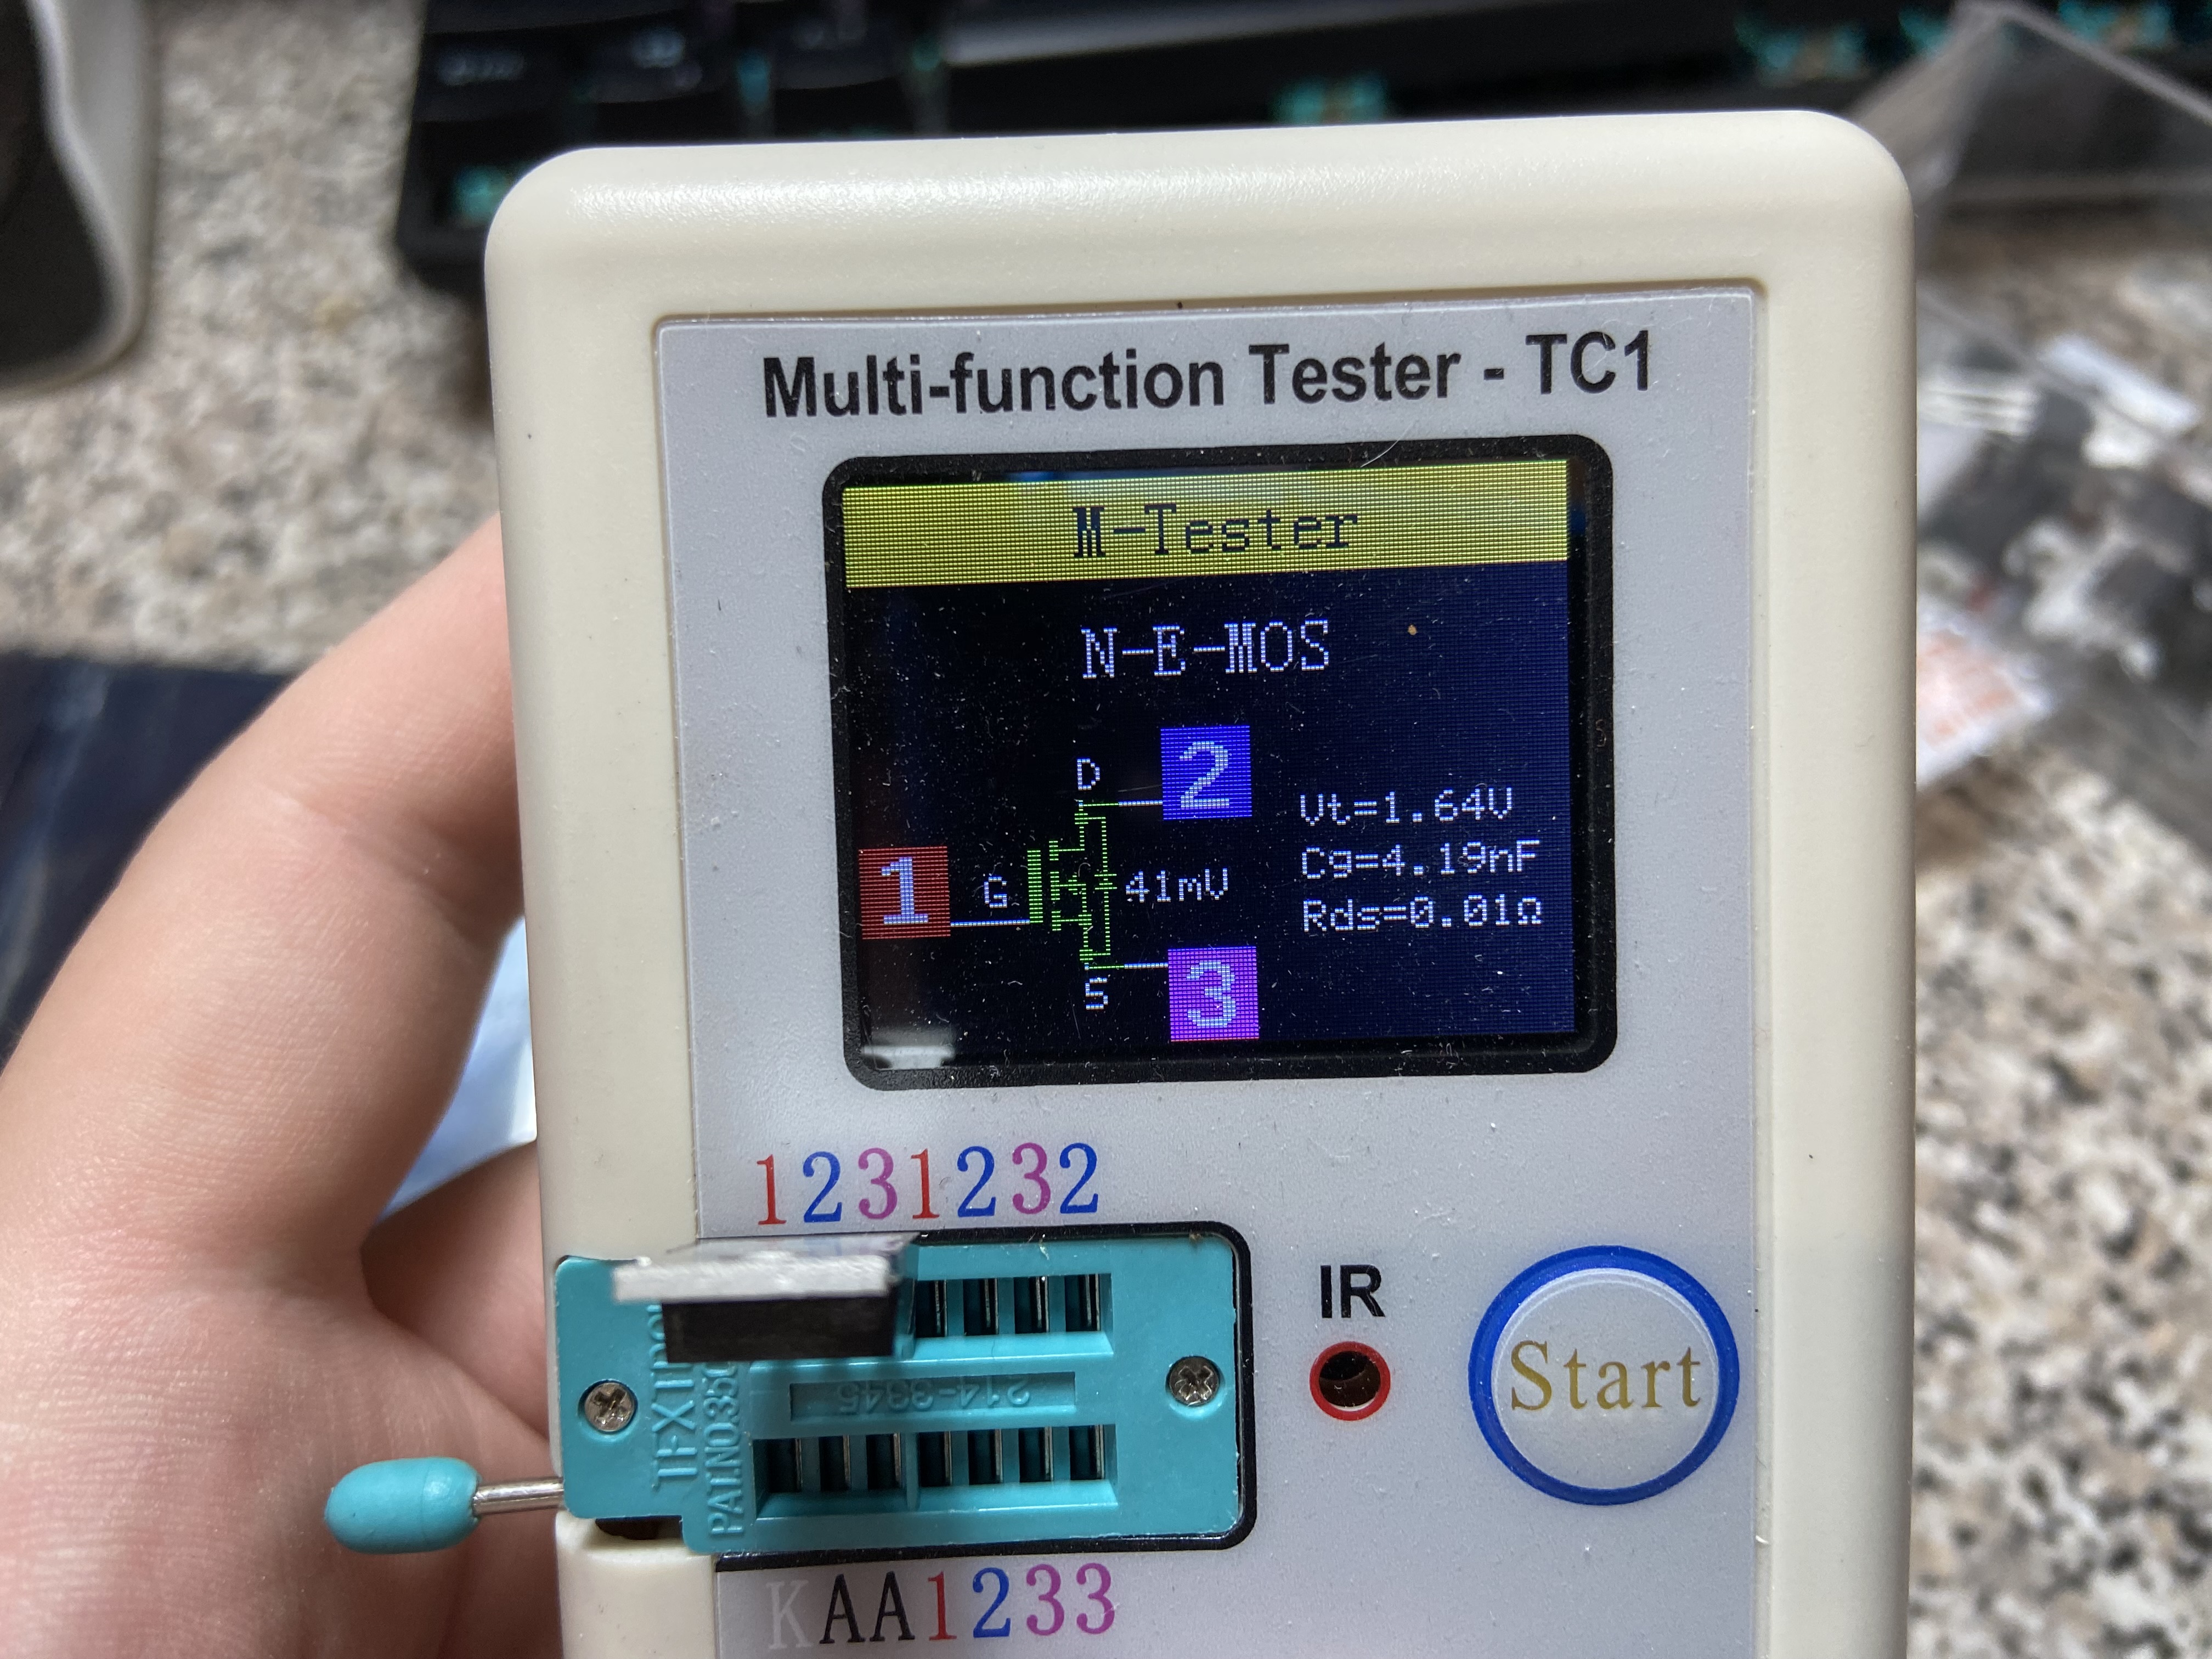 Multi-function Tester - TC1
M-Tester
N-E-MOS
D
2
Vt=1.64V
1
G
41mV
Cg=4.19nF
Rds=0.01Ω
S
3
1231232
IR
Start
214-3345
KAA1233